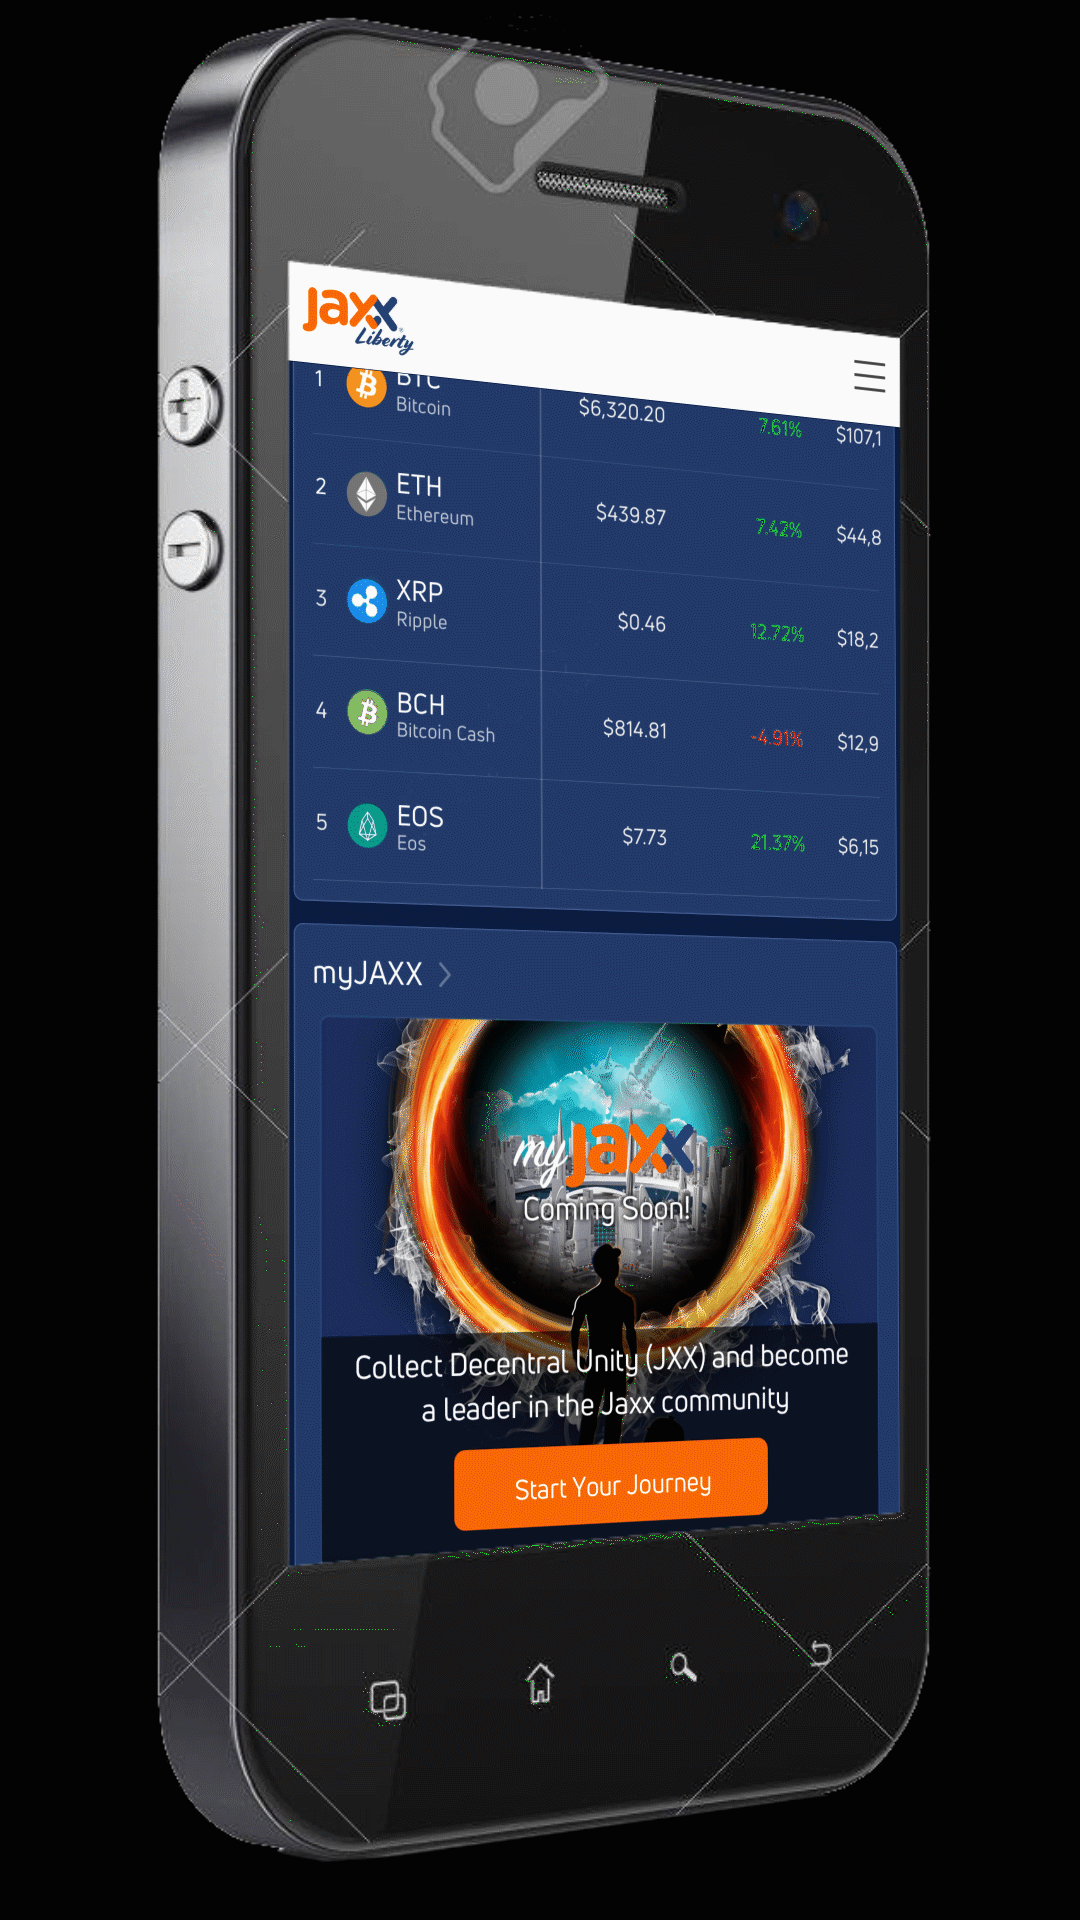 Jaxx
Liberty
1 BTC $6,320.20 7.61% $107,1
Bitcoin
2 ETH $439.87 7.42% $44,8
Ethereum
3 XRP $0.46 12.72% $18,2
Ripple
4 BCH $814.81 -4.91% $12,9
Bitcoin Cash
5 EOS $7.73 21.37% $6,15
Eos
myJAXX
my Jaxx
Coming Soon!
Collect Decentral Unity (JXX) and become
a leader in the Jaxx community
Start Your Journey